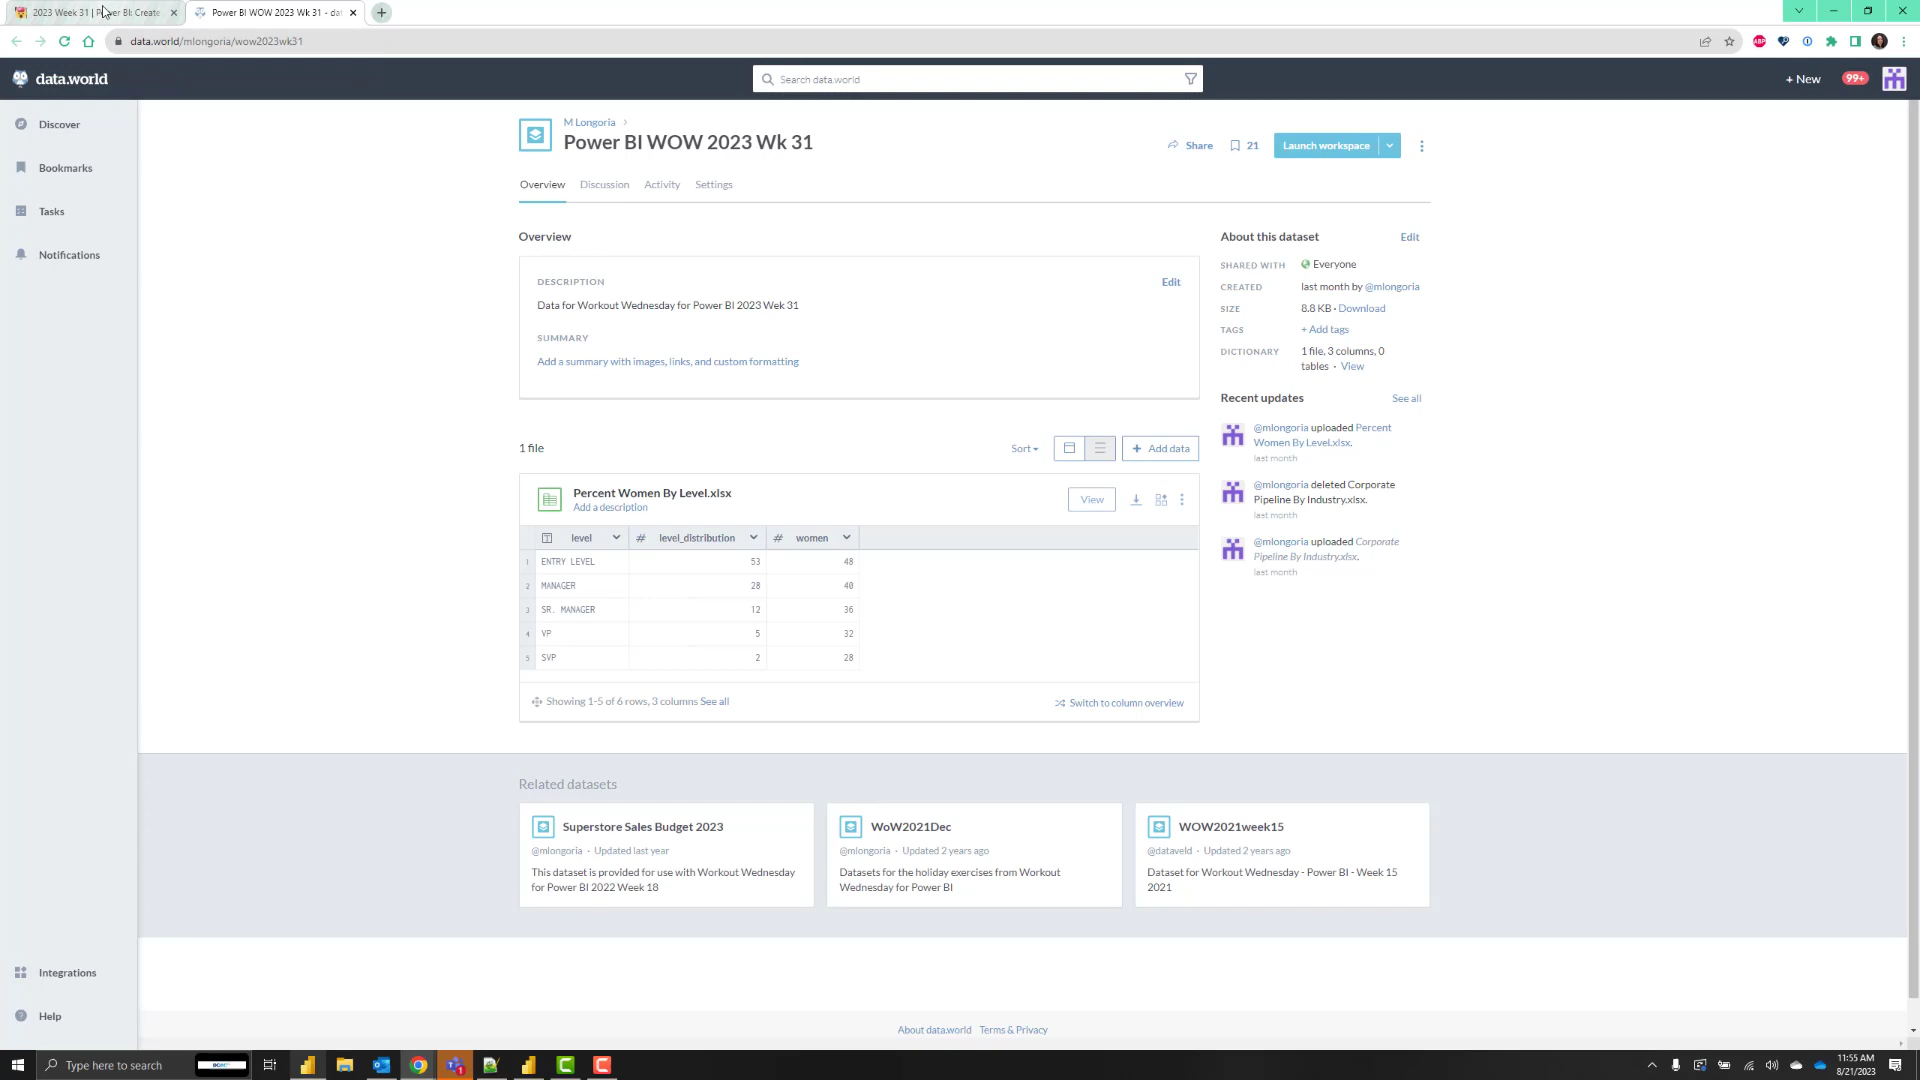 2023 Week 31 | Power BI: Create
Power BI WOW 2023 Wk 31 - dat
data.world/mlongoria/wow2023wk31
data.world
Search data.world
+ New
99+
Discover
Bookmarks
Tasks
Notifications
M Longoria
Power BI WOW 2023 Wk 31
Share
21
Launch workspace
Overview Discussion Activity Settings
Overview
DESCRIPTION
Edit
Data for Workout Wednesday for Power BI 2023 Wek 31
SUMMARY
Add a summary with images, links, and custom formatting
About this dataset
Edit
SHARED WITH Everyone
CREATED last month by @mlongoria
SIZE 8.8 KB · Download
TAGS + Add tags
DICTIONARY 1 file, 3 columns, 0
tables · View
Recent updates
See all
@mlongoria uploaded Percent
Women By Level.xlsx.
last month
@mlongoria deleted Corporate
Pipeline By Industry.xlsx.
last month
@mlongoria uploaded Corporate
Pipeline By Industry.xlsx.
last month
1 file
Sort
+ Add data
Percent Women By Level.xlsx
Add a description
View
level # level_distribution # women
1 ENTRY LEVEL 53 48
2 MANAGER 28 40
3 SR. MANAGER 12 36
4 VP 5 32
5 SVP 2 28
Showing 1-5 of 6 rows, 3 columns See all
Switch to column overview
Related datasets
Superstore Sales Budget 2023
@mlongoria · Updated last year
This dataset is provided for use with Workout Wednesday
for Power BI 2022 Week 18
WoW2021Dec
@mlongoria · Updated 2 years ago
Datasets for the holiday exercises from Workout
Wednesday for Power BI
WOW2021week15
@dataveld · Updated 2 years ago
Dataset for Workout Wednesday - Power BI - Week 15
2021
Integrations
Help
About data.world Terms & Privacy
Type here to search
11:55 AM
8/21/2023